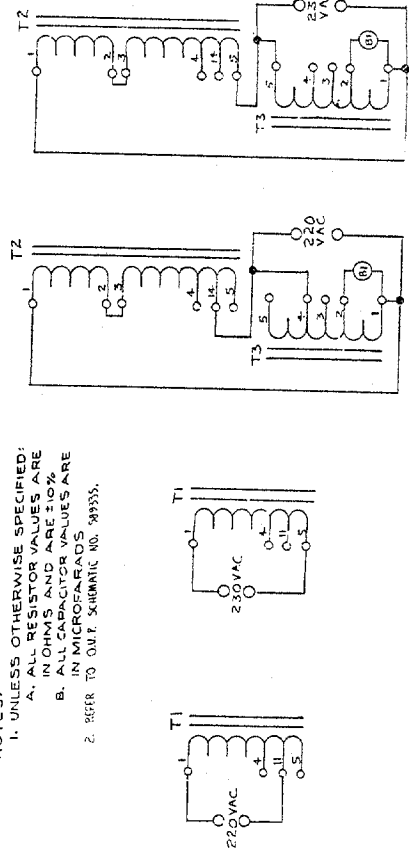 1. UNLESS OTHERWISE SPECIFIED:
A. ALL RESISTOR VALUES ARE
IN OHMS AND ARE ±10%
B. ALL CAPACITOR VALUES ARE
IN MICROFARADS
2. REFER TO O.V.P. SCHEMATIC NO.
T1
1
4
11
5
220VAC
T1
1
4
11
5
230VAC
T2
1
2
3
4
14
5
220
VAC
T3
5
4
3
2
1
B1
T2
1
2
3
4
14
5
VAC
T3
5
4
3
2
1
B1